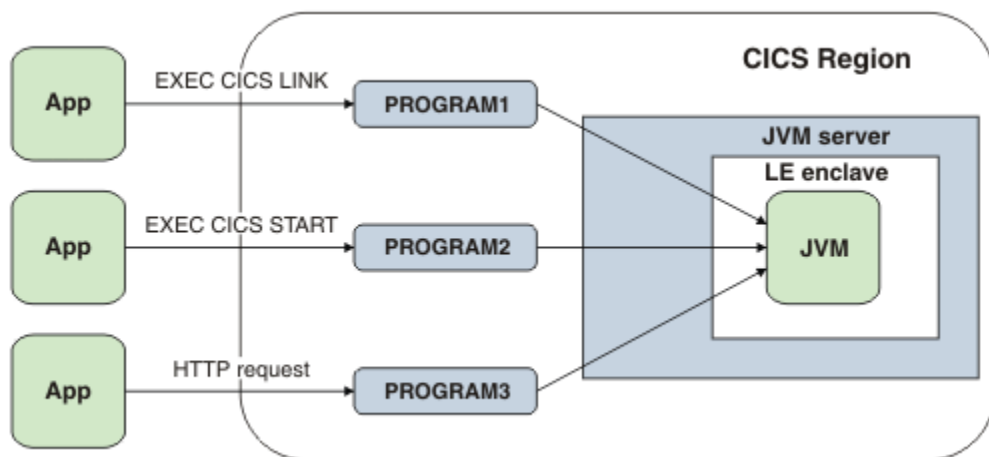 CICS Region
App
EXEC CICS LINK
PROGRAM1
JVM server
LE enclave
App
EXEC CICS START
PROGRAM2
JVM
App
HTTP request
PROGRAM3